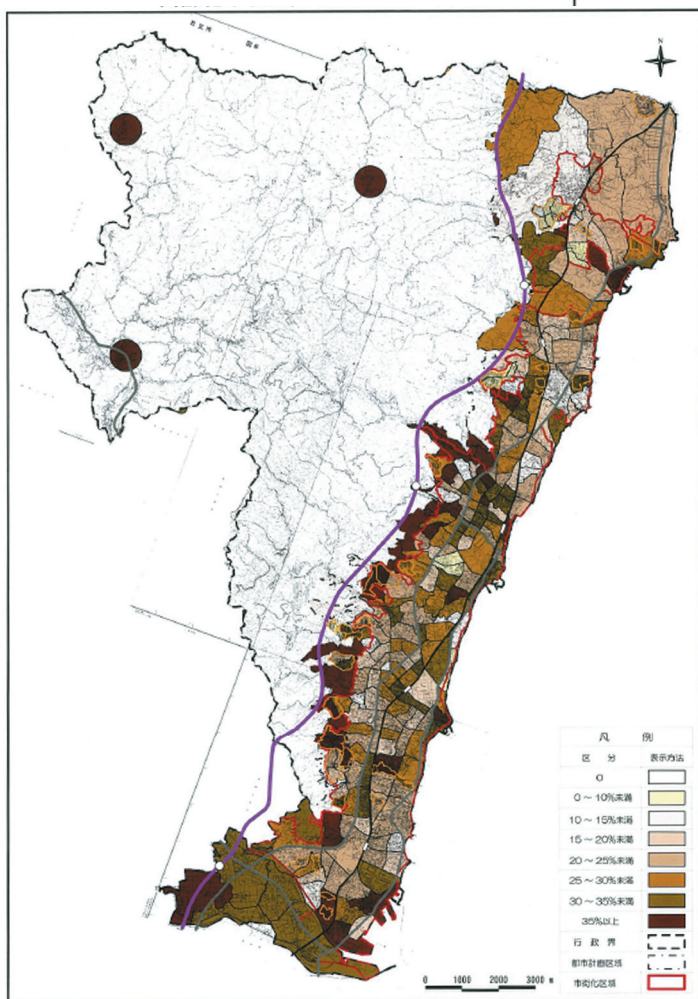 N
凡 例
区 分 表示方法
0
0～10%未満
10～15%未満
15～20%未満
20～25%未満
25～30%未満
30～35%未満
35%以上
行 政 界
都市計画区域
市街化区域
0 1000 2000 3000 m